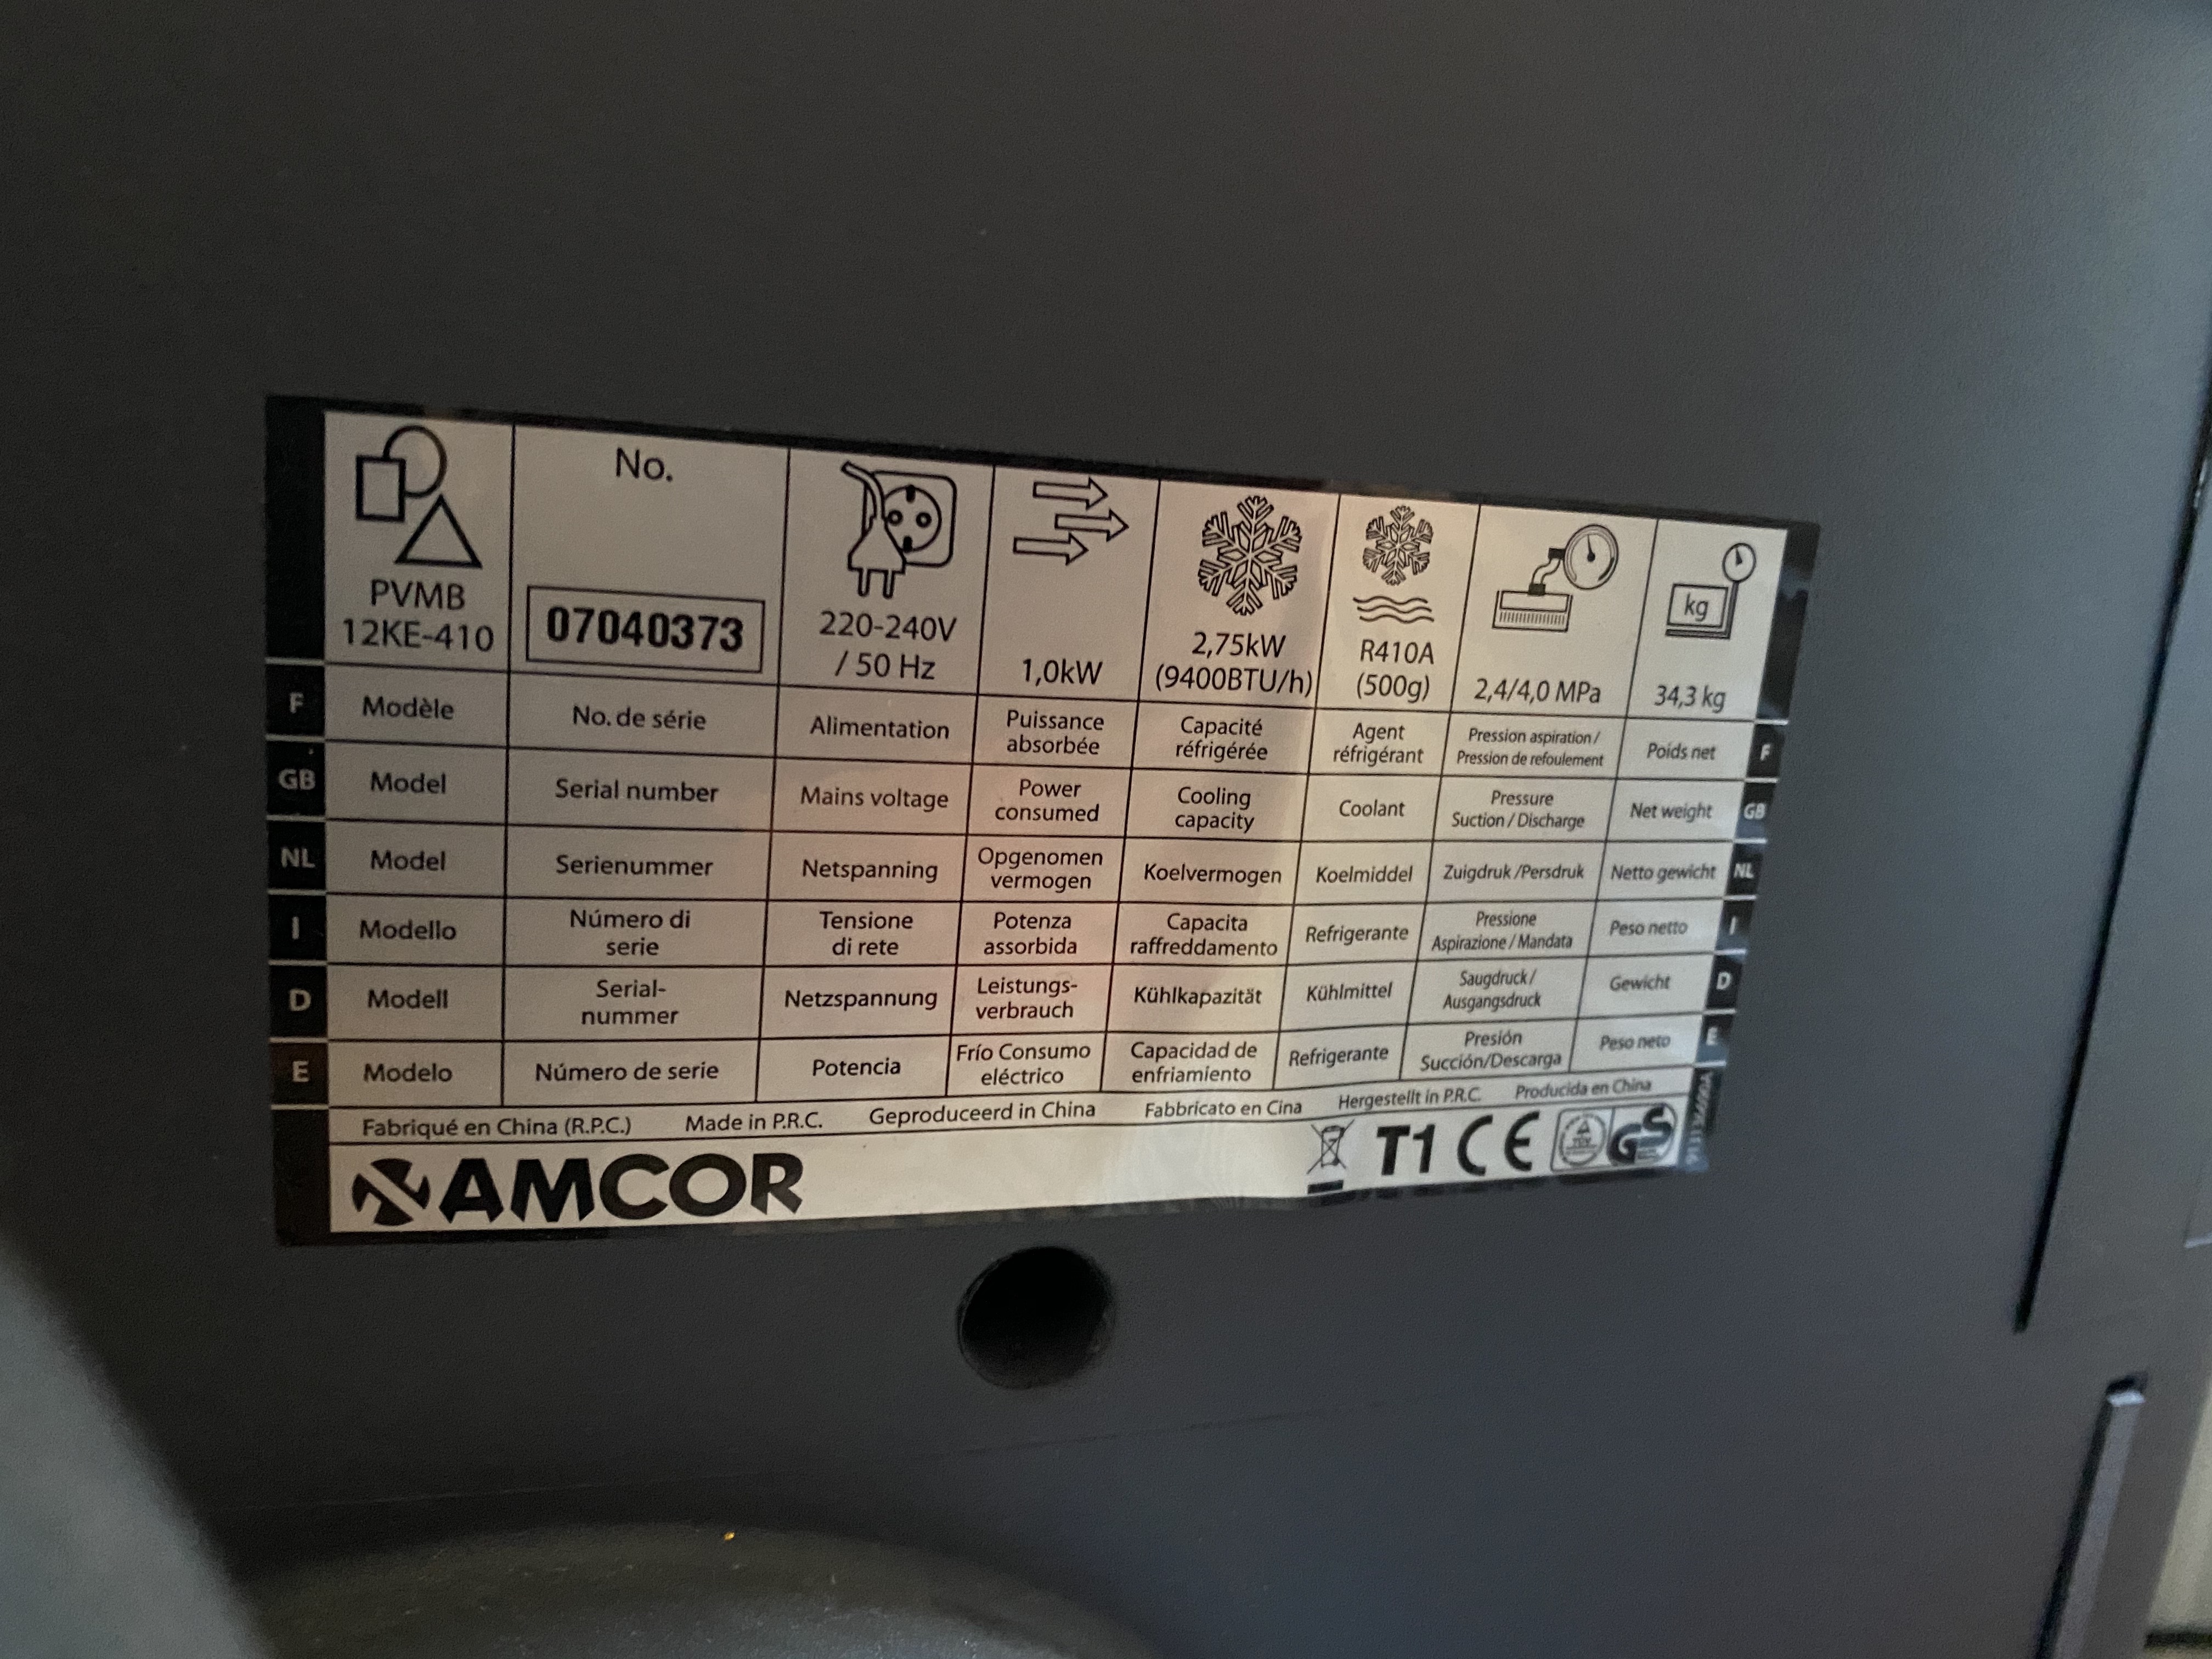 No.
PVMB
12KE-410
07040373
220-240V
/ 50 Hz
1,0kW
2,75kW
(9400BTU/h)
R410A
(500g)
2,4/4,0 MPa
kg
34,3 kg
F
Modèle
No. de série
Alimentation
Puissance
absorbée
Capacité
réfrigérée
Agent
réfrigérant
Pression aspiration /
Pression de refoulement
Poids net
F
GB
Model
Serial number
Mains voltage
Power
consumed
Cooling
capacity
Coolant
Pressure
Suction / Discharge
Net weight
GB
NL
Model
Serienummer
Netspanning
Opgenomen
vermogen
Koelvermogen
Koelmiddel
Zuigdruk /Persdruk
Netto gewicht
NL
I
Modello
Número di
serie
Tensione
di rete
Potenza
assorbida
Capacita
raffreddamento
Refrigerante
Pressione
Aspirazione / Mandata
Peso netto
I
D
Modell
Serial-
nummer
Netzspannung
Leistungs-
verbrauch
Kühlkapazität
Kühlmittel
Saugdruck /
Ausgangsdruck
Gewicht
D
E
Modelo
Número de serie
Potencia
Frío Consumo
eléctrico
Capacidad de
enfriamiento
Refrigerante
Presión
Succión/Descarga
Peso neto
E
Fabriqué en China (R.P.C.) Made in P.R.C. Geproduceerd in China Fabbricato en Cina Hergestellt in P.R.C. Producida en China
AMCOR
T1 CE
TÜV
GS